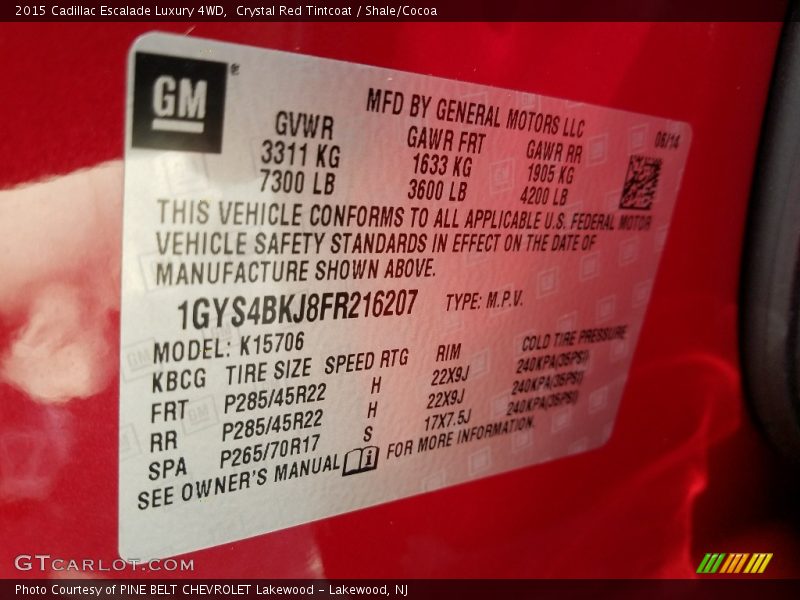 2015 Cadillac Escalade Luxury 4WD,  Crystal Red Tintcoat / Shale/Cocoa
GM®
MFD BY GENERAL MOTORS LLC
06/14
GVWR GAWR FRT GAWR RR
3311 KG 1633 KG 1905 KG
7300 LB 3600 LB 4200 LB
THIS VEHICLE CONFORMS TO ALL APPLICABLE U.S. FEDERAL MOTOR
VEHICLE SAFETY STANDARDS IN EFFECT ON THE DATE OF
MANUFACTURE SHOWN ABOVE.
1GYS4BKJ8FR216207 TYPE: M.P.V.
MODEL: K15706
KBCG TIRE SIZE SPEED RTG RIM COLD TIRE PRESSURE
FRT P285/45R22 H 22X9J 240KPA(35PSI)
RR P285/45R22 H 22X9J 240KPA(35PSI)
SPA P265/70R17 S 17X7.5J 240KPA(35PSI)
SEE OWNER'S MANUAL FOR MORE INFORMATION.
GTCARLOT.COM
Photo Courtesy of PINE BELT CHEVROLET Lakewood - Lakewood, NJ